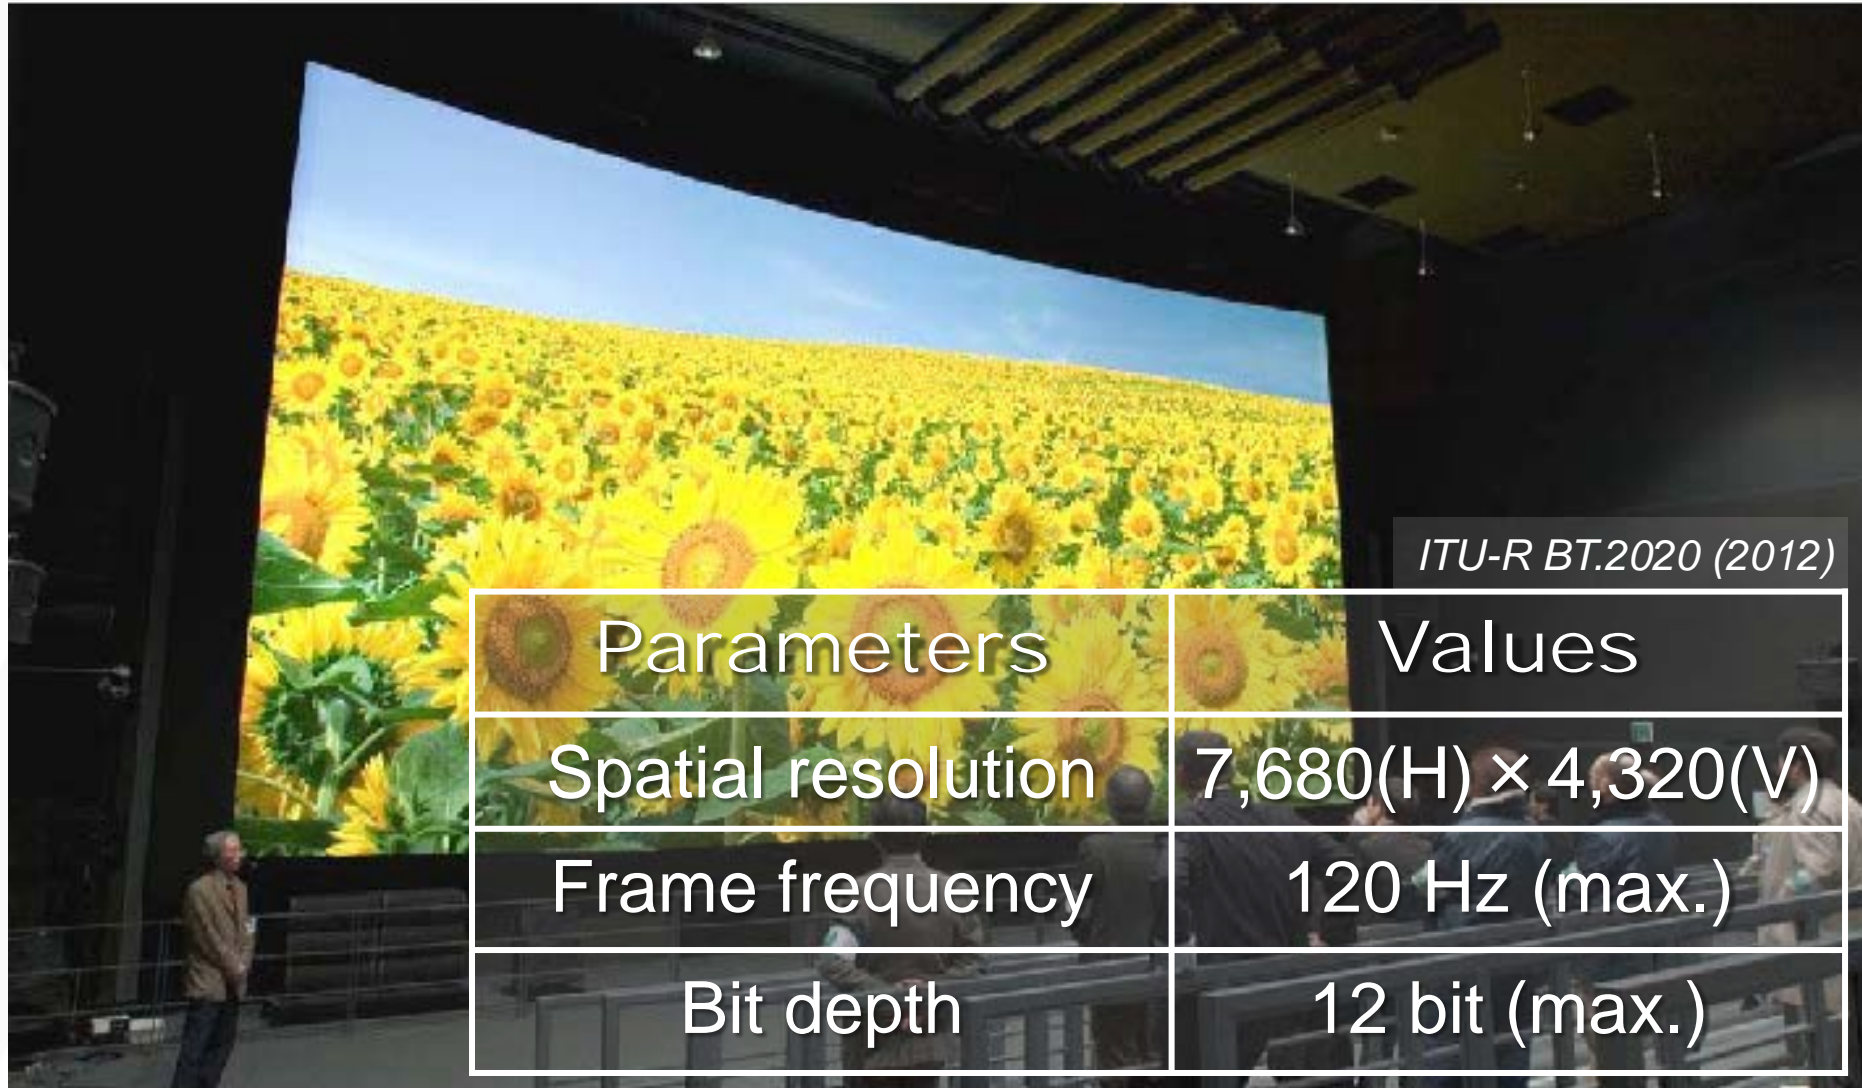 ITU-R BT.2020 (2012)
Parameters Values
Spatial resolution 7,680(H) × 4,320(V)
Frame frequency 120 Hz (max.)
Bit depth 12 bit (max.)